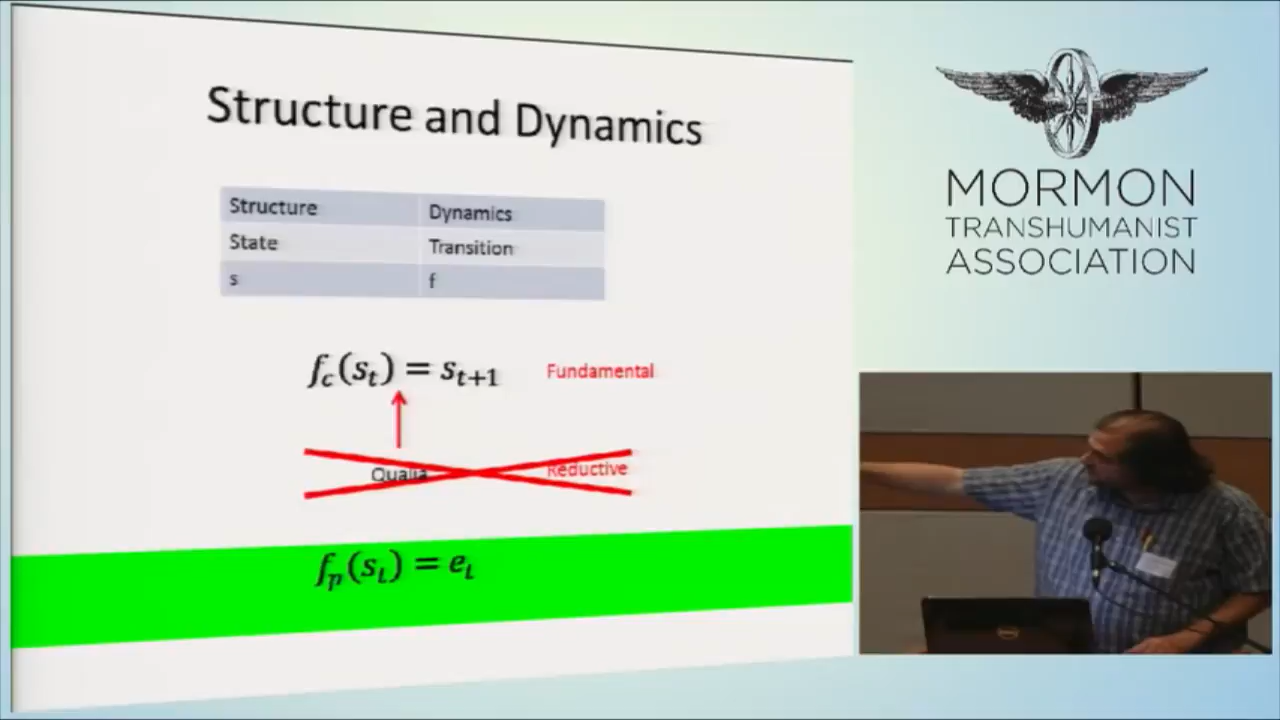 Structure and Dynamics
Structure Dynamics
State Transition
s f
f_c(s_t) = s_{t+1} Fundamental
Qualia Reductive
f_p(s_t) = e_t
MORMON
TRANSHUMANIST
ASSOCIATION